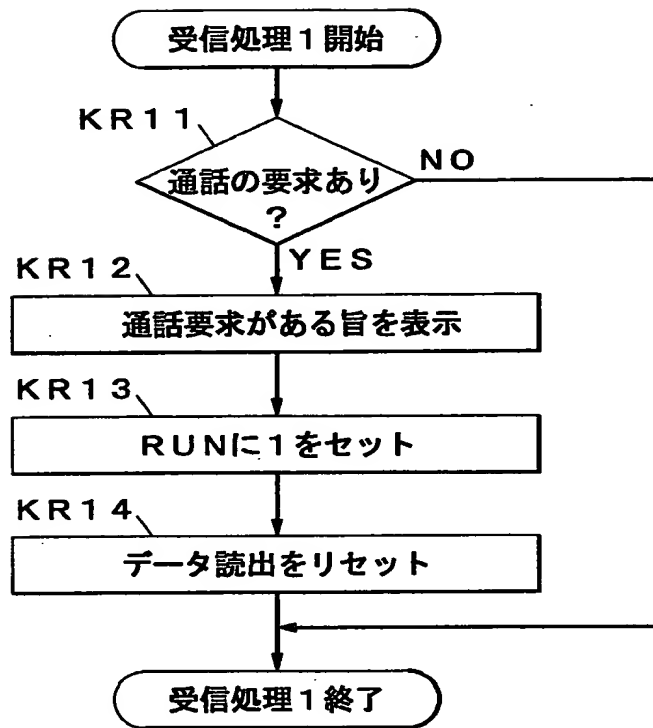 受信処理1開始
KR11
通話の要求あり
?
NO
YES
KR12
通話要求がある旨を表示
KR13
RUNに1をセット
KR14
データ読出をリセット
受信処理1終了